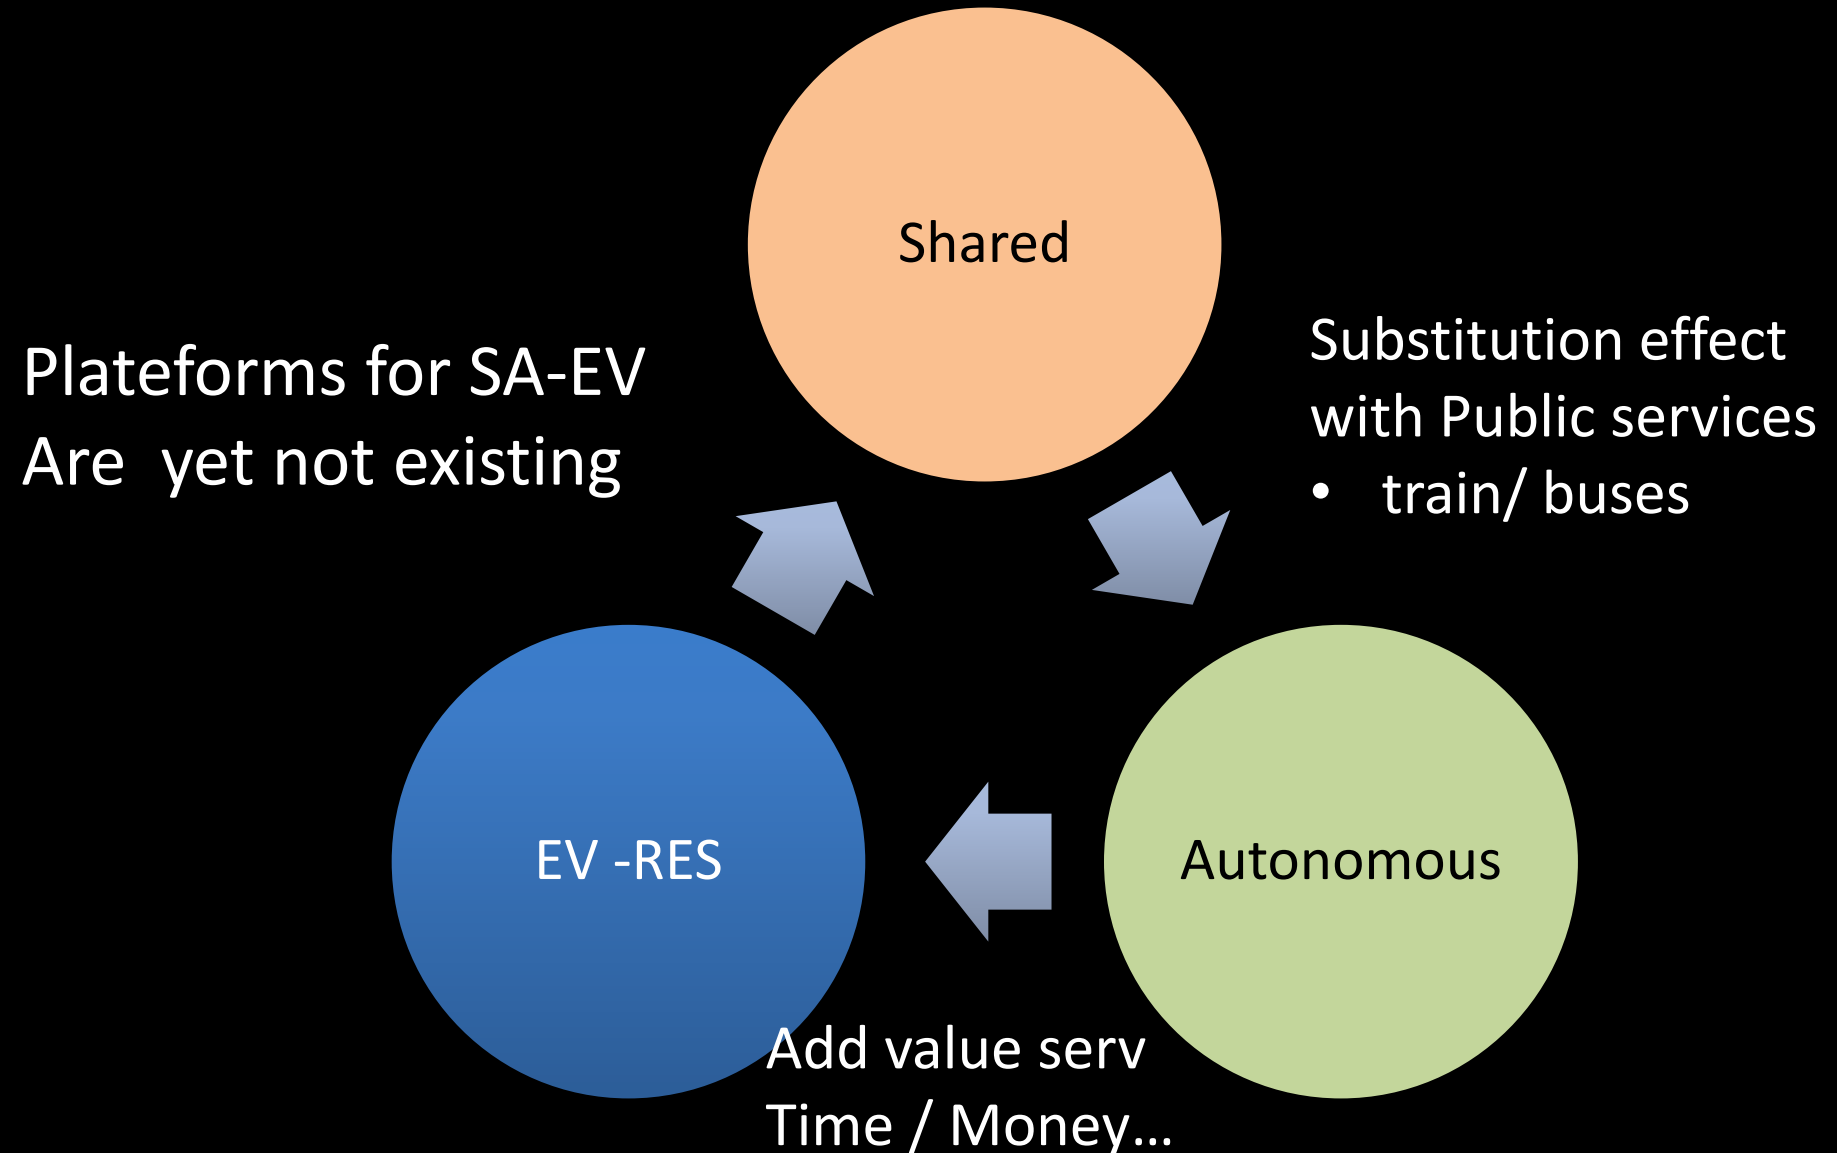 Shared
Plateforms for SA-EV
Are  yet not existing
Substitution effect
with Public services
• train/ buses
EV -RES
Autonomous
Add value serv
Time / Money...